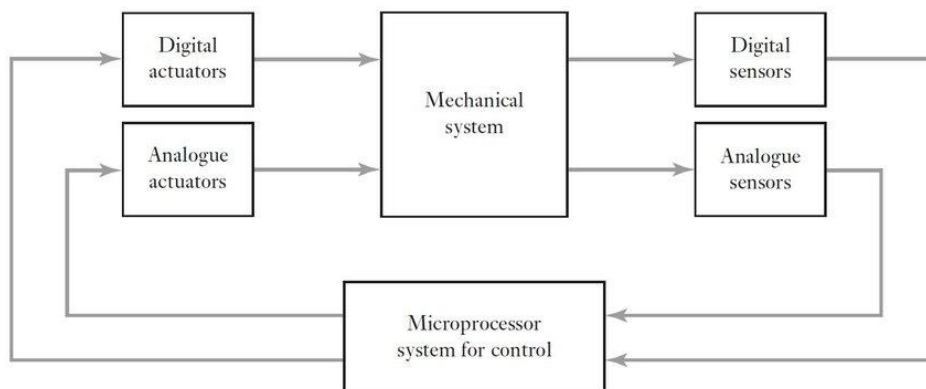 Digital
actuators
Mechanical
system
Digital
sensors
Analogue
actuators
Analogue
sensors
Microprocessor
system for control